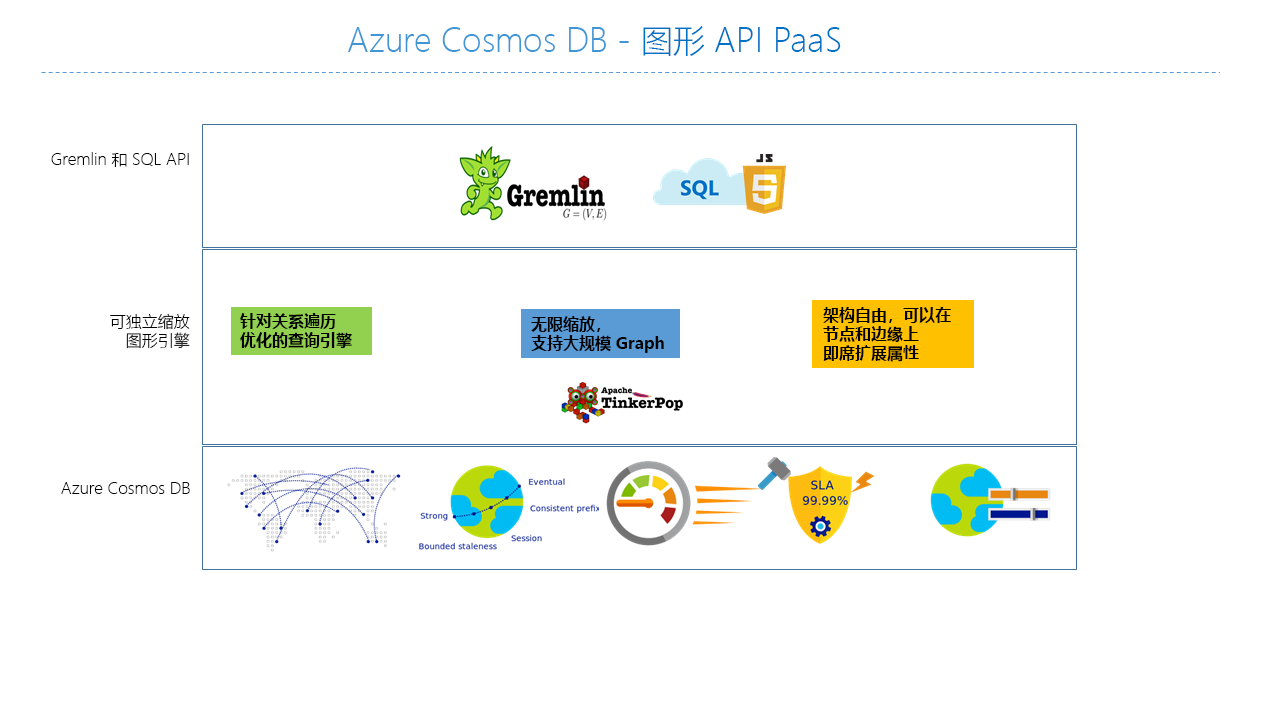 Azure Cosmos DB - 图形 API PaaS
Gremlin 和 SQL API
Gremlin
G = (V, E)
SQL
JS
5
可独立缩放
图形引擎
针对关系遍历
优化的查询引擎
无限缩放，
支持大规模 Graph
架构自由，可以在
节点和边缘上
即席扩展属性
Apache
TinkerPop
Azure Cosmos DB
Eventual
Consistent prefix
Strong
Session
Bounded staleness
SLA
99.99%